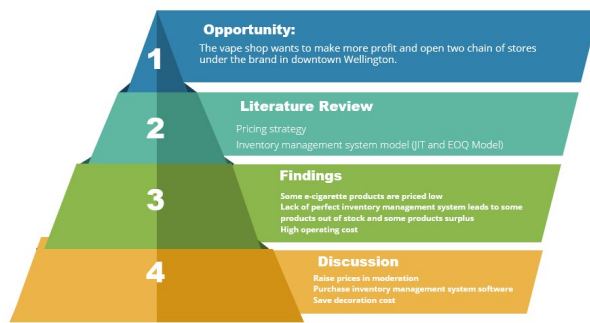 1
Opportunity:
The vape shop wants to make more profit and open two chain of stores
under the brand in downtown Wellington.
2
Literature Review
Pricing strategy
Inventory management system model (JIT and EOQ Model)
3
Findings
Some e-cigarette products are priced low
Lack of perfect inventory management system leads to some
products out of stock and some products surplus
High operating cost
4
Discussion
Raise prices in moderation
Purchase inventory management system software
Save decoration cost